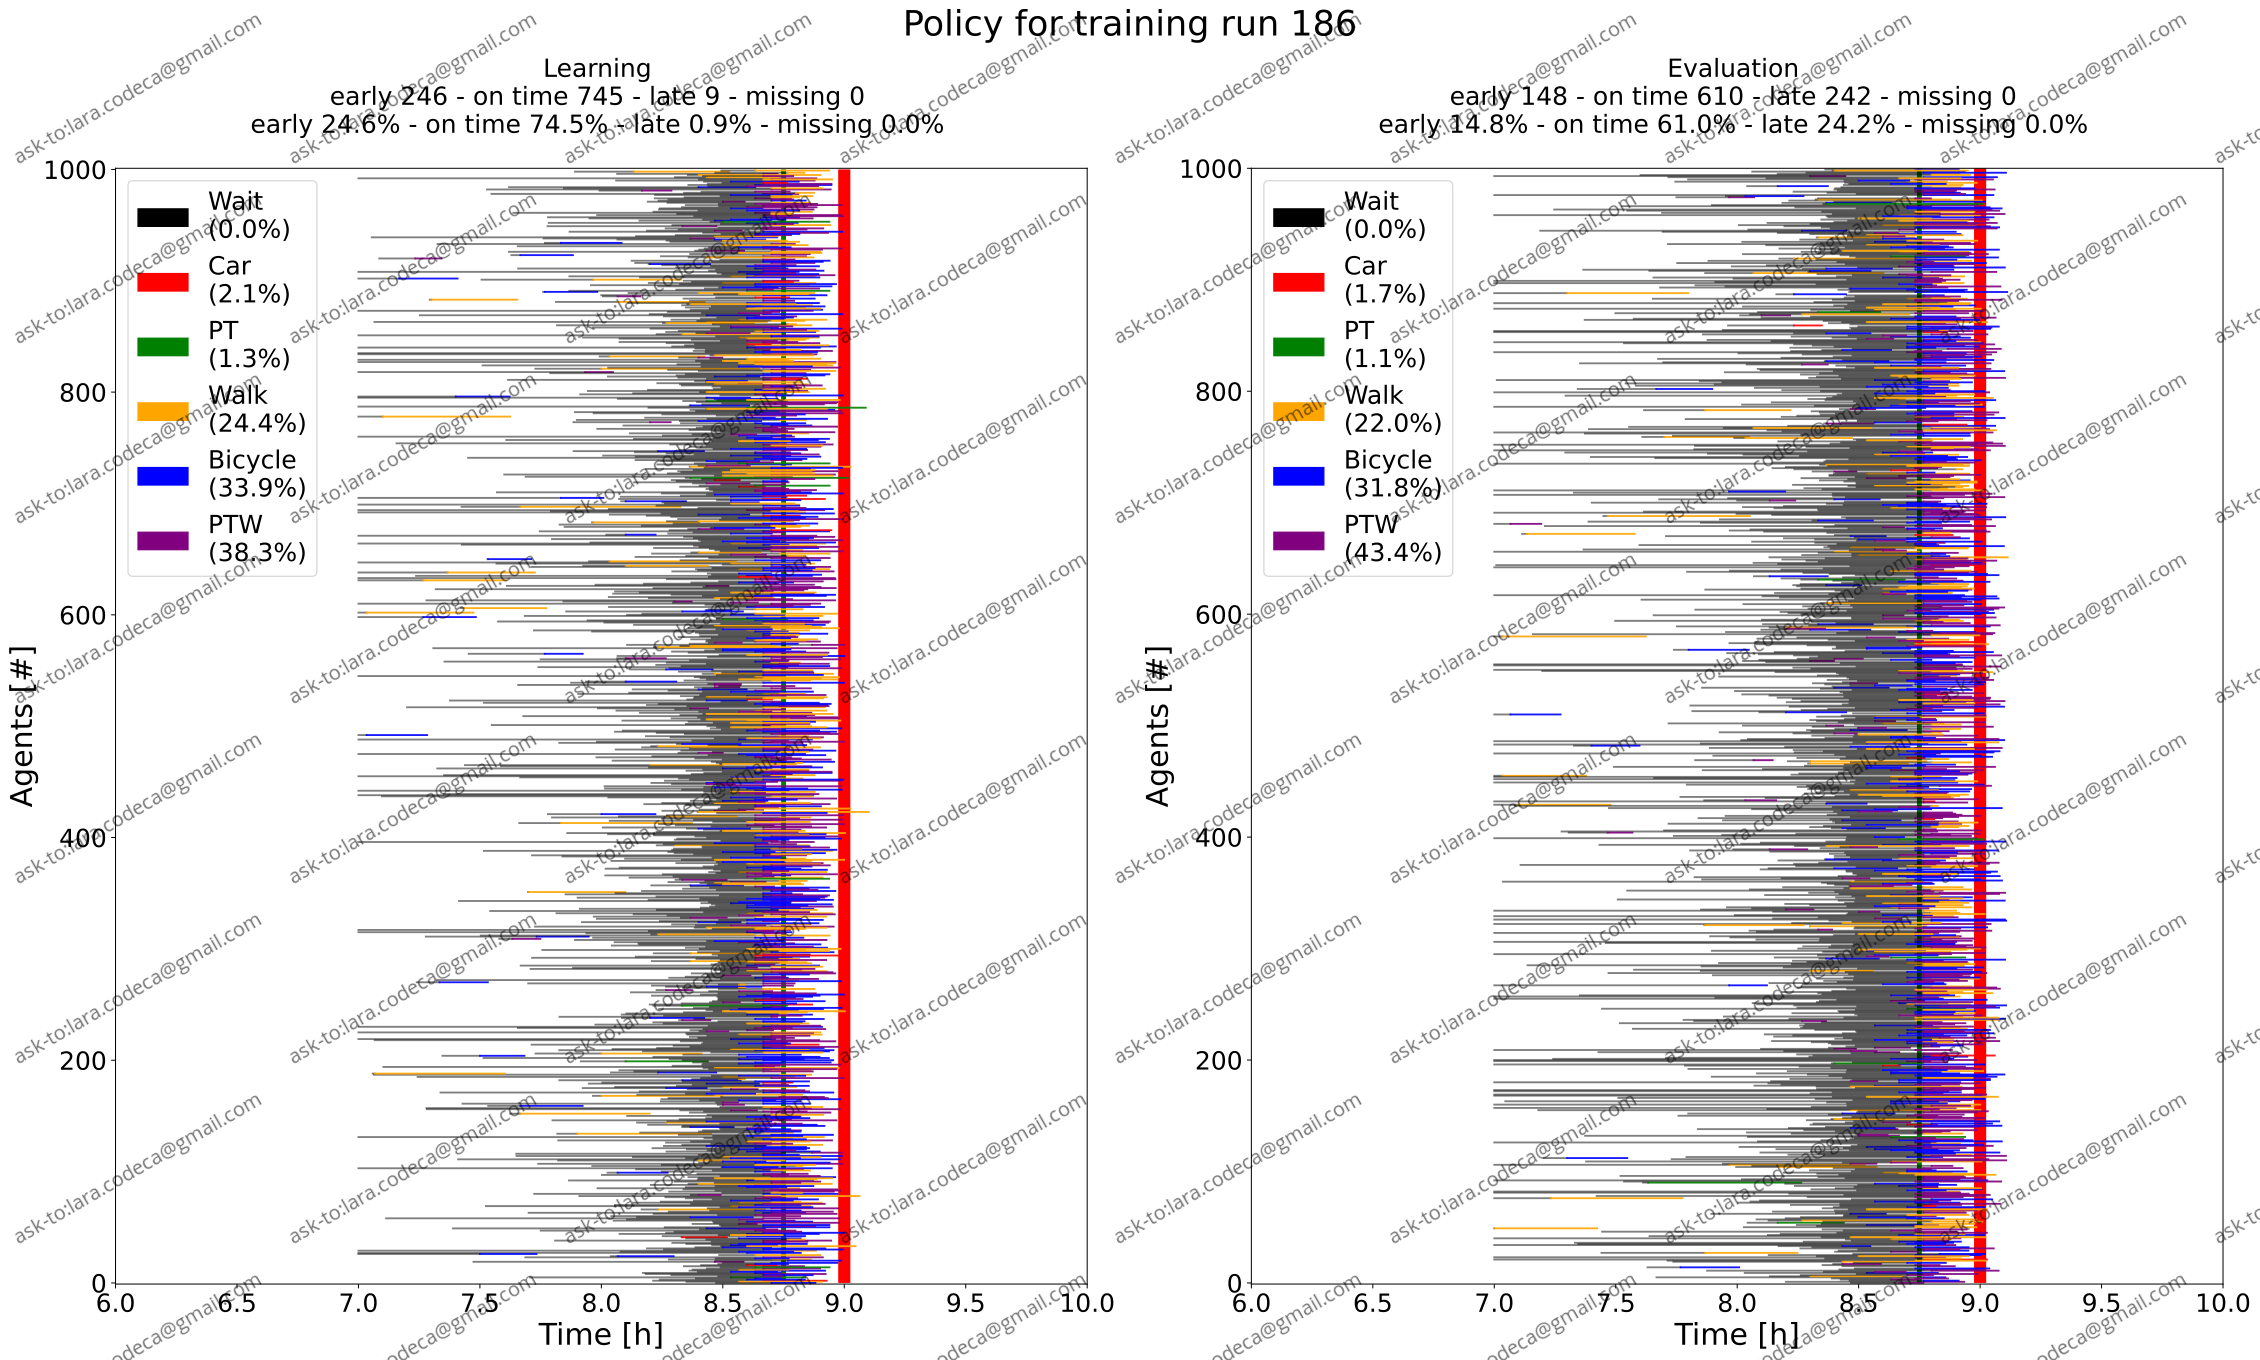 Policy for training run 186
Learning
early 246 - on time 745 - late 9 - missing 0
early 24.6% - on time 74.5% - late 0.9% - missing 0.0%
1000
800
600
400
200
0
Agents [#]
Wait
(0.0%)
Car
(2.1%)
PT
(1.3%)
Walk
(24.4%)
Bicycle
(33.9%)
PTW
(38.3%)
6.0 6.5 7.0 7.5 8.0 8.5 9.0 9.5 10.0
Time [h]
Evaluation
early 148 - on time 610 - late 242 - missing 0
early 14.8% - on time 61.0% - late 24.2% - missing 0.0%
1000
800
600
400
200
0
Agents [#]
Wait
(0.0%)
Car
(1.7%)
PT
(1.1%)
Walk
(22.0%)
Bicycle
(31.8%)
PTW
(43.4%)
6.0 6.5 7.0 7.5 8.0 8.5 9.0 9.5 10.0
Time [h]
ask-to:lara.codeca@gmail.com